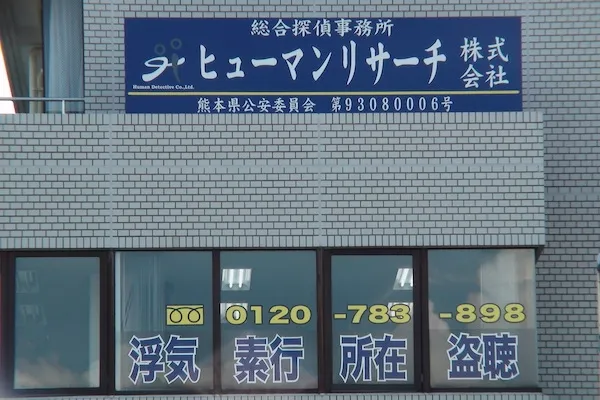 総合探偵事務所
ヒューマンリサーチ 株式会社
Human Detective Co.,Ltd.
熊本県公安委員会 第93080006号
0120-783-898
浮気 素行 所在 盗聴